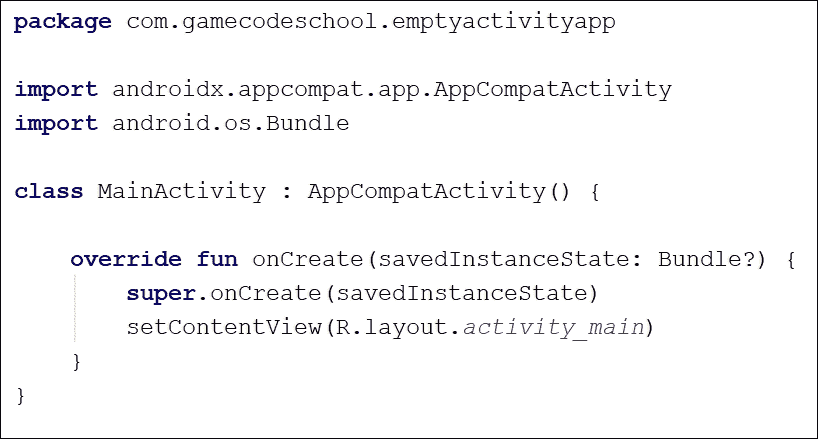 package com.gamecodeschool.emptyactivityapp
import androidx.appcompat.app.AppCompatActivity
import android.os.Bundle
class MainActivity : AppCompatActivity() {
override fun onCreate(savedInstanceState: Bundle?) {
super.onCreate(savedInstanceState)
setContentView(R.layout.activity_main)
}
}